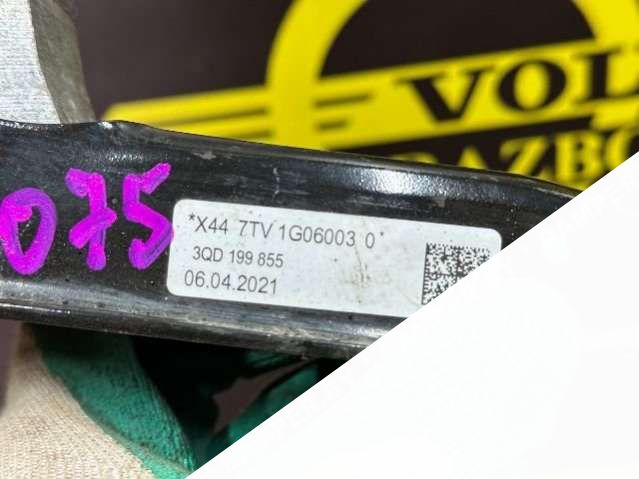 VOL
RAZBO
075
*X44 7TV 1G06003 0*
3QD 199 855
06.04.2021